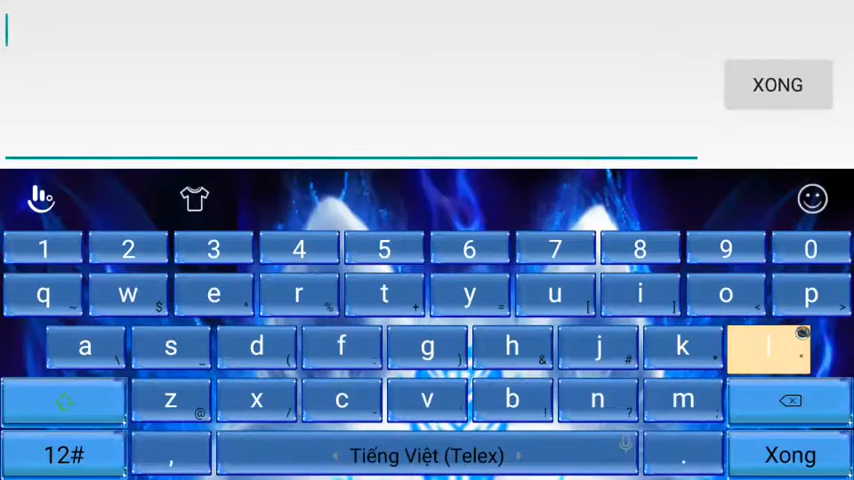 XONG
1 2 3 4 5 6 7 8 9 0
q ~ w $ e ^ r % t + y = u [ i ] o < p >
a \ s _ d ( f : g ) h & j # k * l "
z @ x / c - v b ! n ? m ;
12# , Tiếng Việt (Telex) . Xong